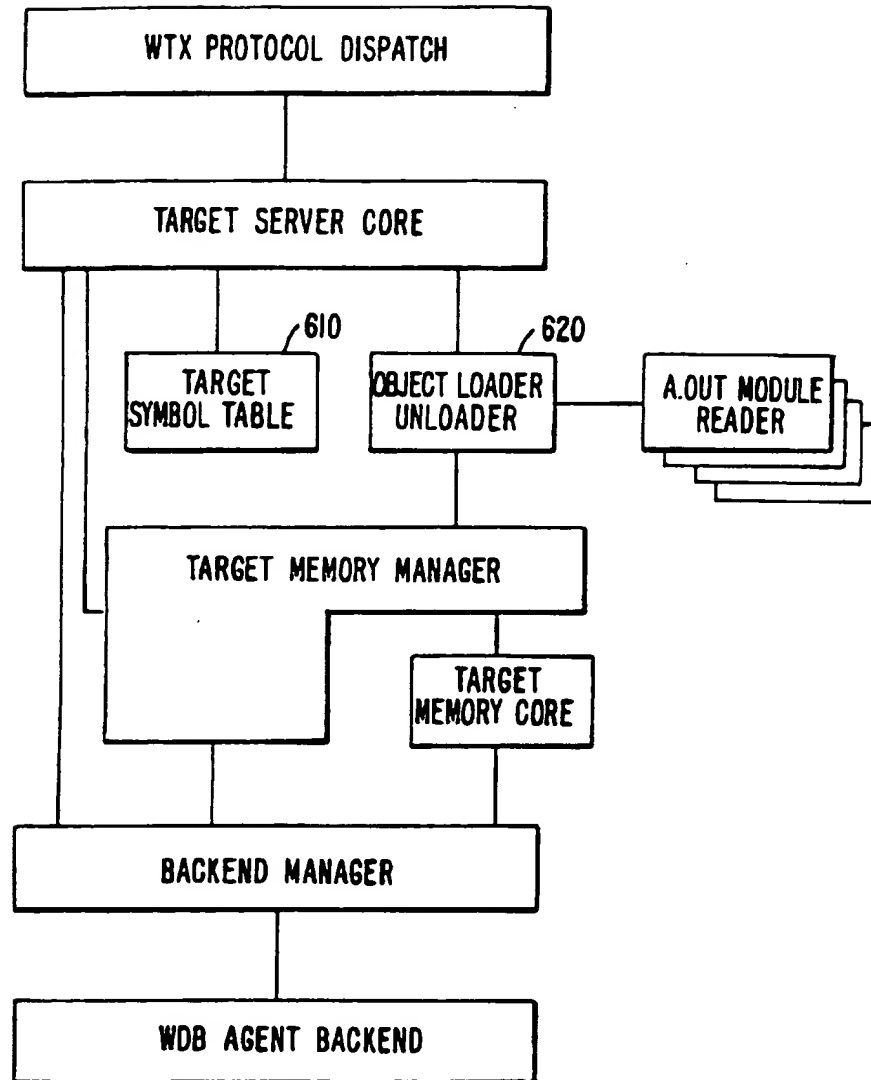 WTX PROTOCOL DISPATCH
TARGET SERVER CORE
610
620
TARGET
SYMBOL TABLE
OBJECT LOADER
UNLOADER
A.OUT MODULE
READER
TARGET MEMORY MANAGER
TARGET
MEMORY CORE
BACKEND MANAGER
WDB AGENT BACKEND